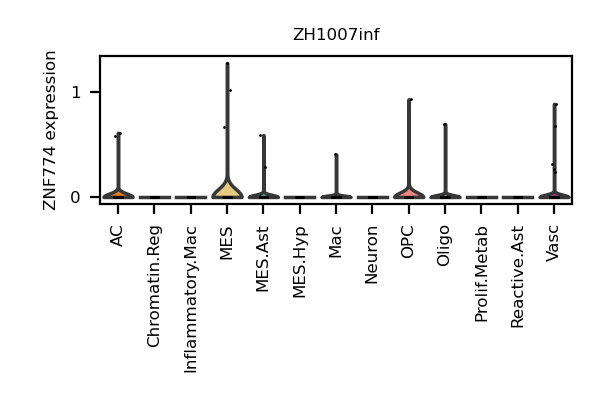 ZH1007inf
ZNF774 expression
1
0
AC
Chromatin.Reg
Inflammatory.Mac
MES
MES.Ast
MES.Hyp
Mac
Neuron
OPC
Oligo
Prolif.Metab
Reactive.Ast
Vasc